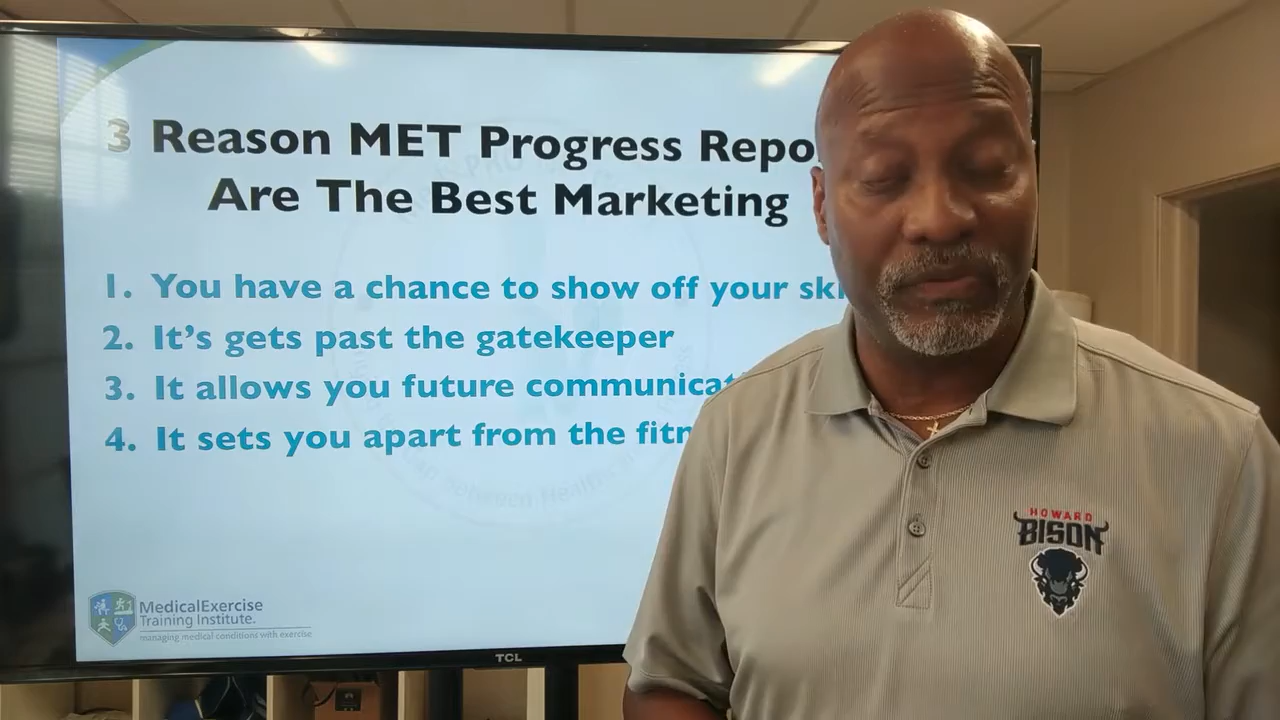 3 Reason MET Progress Repo
Are The Best Marketing
1. You have a chance to show off your ski
2. It's gets past the gatekeeper
3. It allows you future communicat
4. It sets you apart from the fitn
MedicalExercise
Training Institute.
managing medical conditions with exercise
TCL
HOWARD
BISON